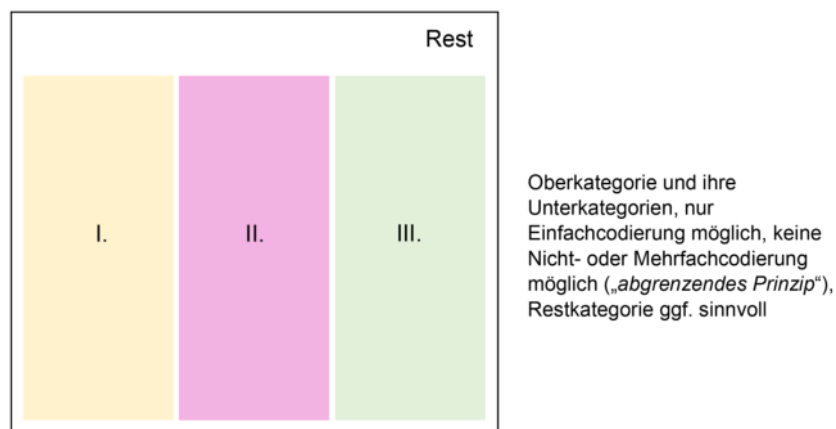 Rest
I.
II.
III.
Oberkategorie und ihre
Unterkategorien, nur
Einfachcodierung möglich, keine
Nicht- oder Mehrfachcodierung
möglich („abgrenzendes Prinzip“),
Restkategorie ggf. sinnvoll